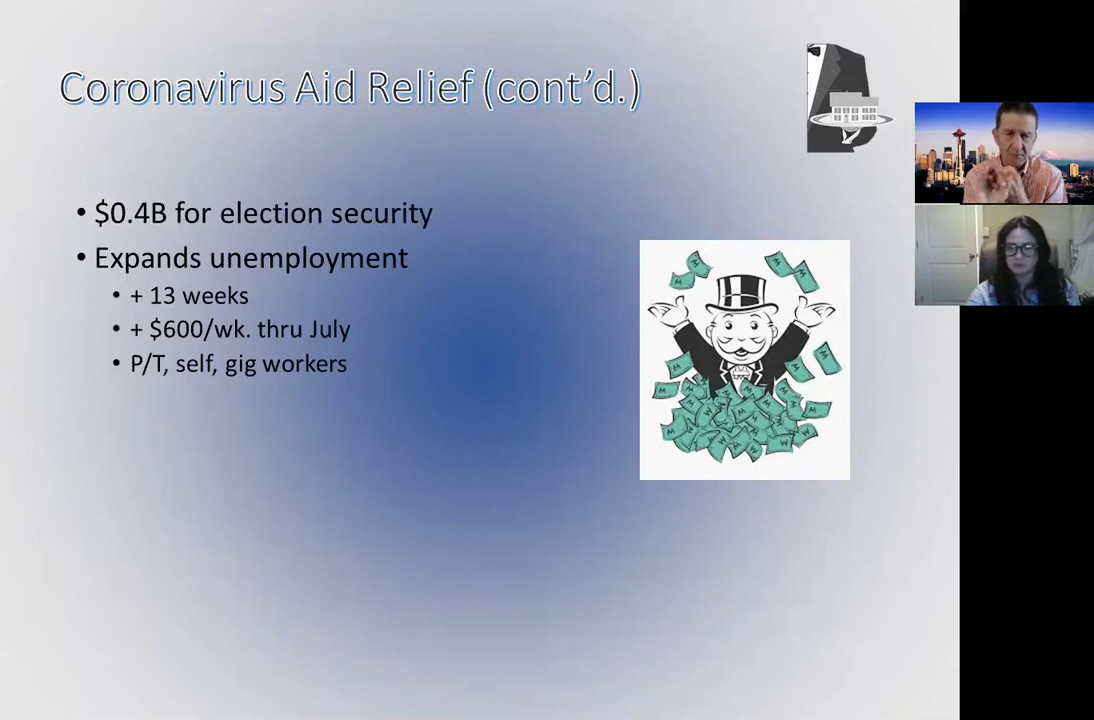 Coronavirus Aid Relief (cont’d.)
• $0.4B for election security
• Expands unemployment
• + 13 weeks
• + $600/wk. thru July
• P/T, self, gig workers